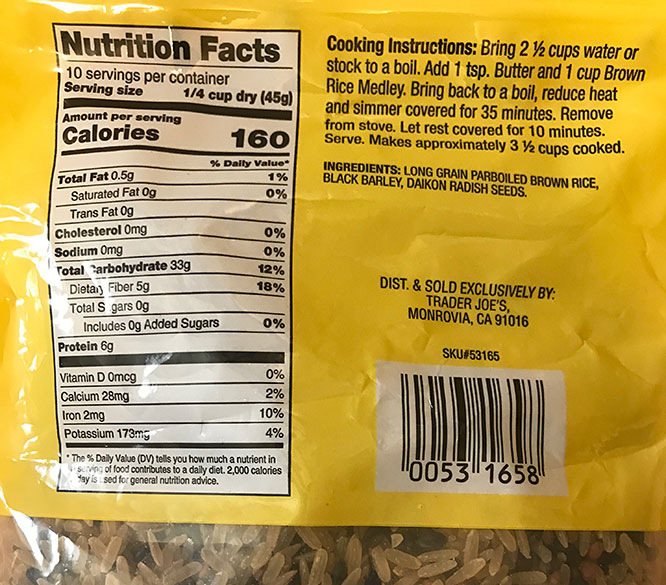 Nutrition Facts
10 servings per container
Serving size 1/4 cup dry (45g)
Amount per serving
Calories 160
% Daily Value*
Total Fat 0.5g 1%
Saturated Fat 0g 0%
Trans Fat 0g
Cholesterol 0mg 0%
Sodium 0mg 0%
Total Carbohydrate 33g 12%
Dietary Fiber 5g 18%
Total Sugars 0g
Includes 0g Added Sugars 0%
Protein 6g
Vitamin D 0mcg 0%
Calcium 28mg 2%
Iron 2mg 10%
Potassium 173mg 4%
* The % Daily Value (DV) tells you how much a nutrient in
a serving of food contributes to a daily diet. 2,000 calories
a day is used for general nutrition advice.
Cooking Instructions: Bring 2 ½ cups water or
stock to a boil. Add 1 tsp. Butter and 1 cup Brown
Rice Medley. Bring back to a boil, reduce heat
and simmer covered for 35 minutes. Remove
from stove. Let rest covered for 10 minutes.
Serve. Makes approximately 3 ½ cups cooked.
INGREDIENTS: LONG GRAIN PARBOILED BROWN RICE,
BLACK BARLEY, DAIKON RADISH SEEDS.
DIST. & SOLD EXCLUSIVELY BY:
TRADER JOE'S,
MONROVIA, CA 91016
SKU#53165
0053 1658